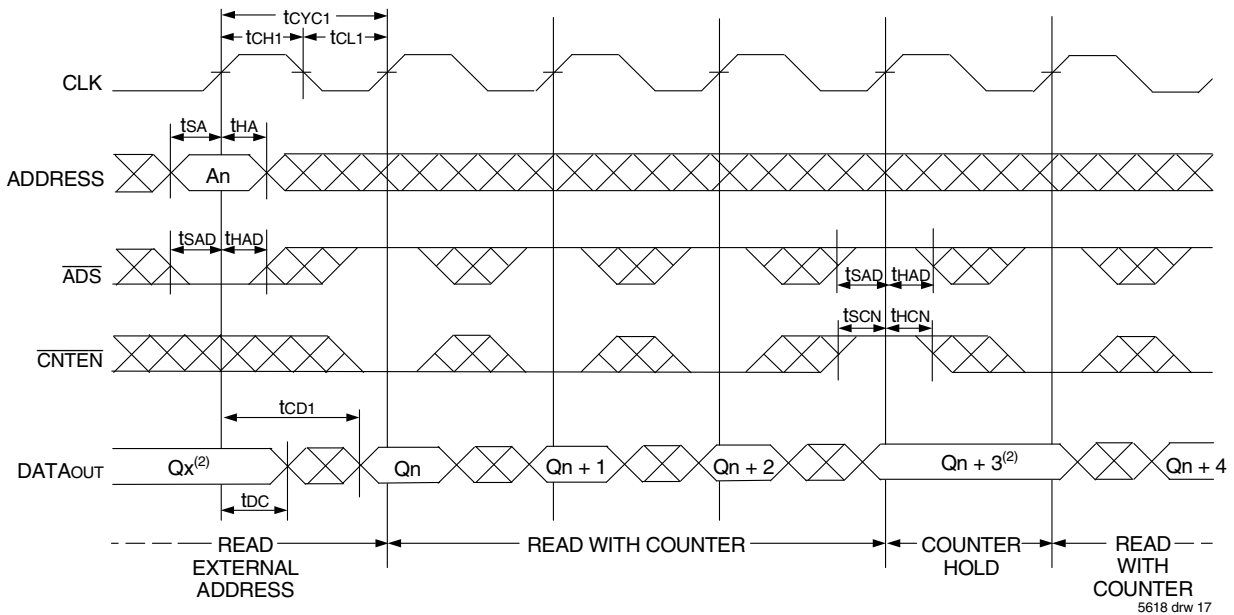 tCYC1
tCH1 tCL1
CLK
tSA tHA
ADDRESS An
tSAD tHAD
ADS
tSAD tHAD
tSCN tHCN
CNTEN
tCD1
DATAOUT Qx(2) Qn Qn + 1 Qn + 2 Qn + 3(2) Qn + 4
tDC
READ EXTERNAL ADDRESS
READ WITH COUNTER
COUNTER HOLD
READ WITH COUNTER
5618 drw 17